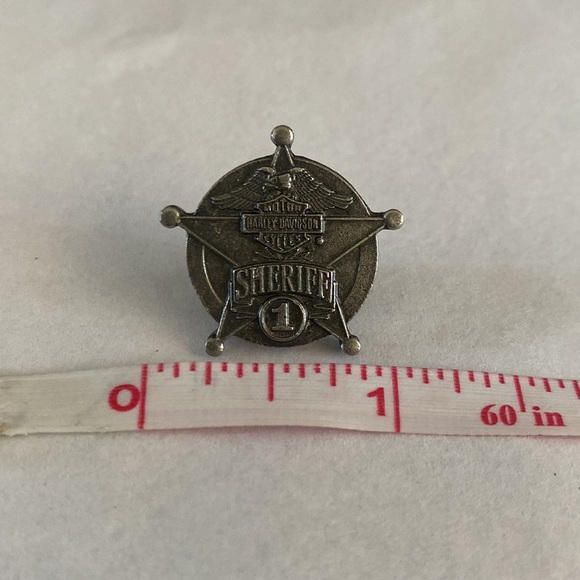 MOTOR
HARLEY-DAVIDSON
CYCLES
SHERIFF
1
0 1 60 in